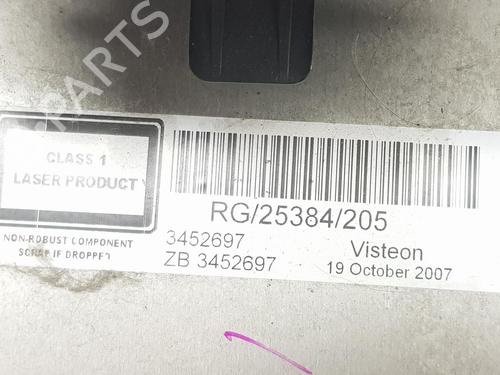 CLASS 1
LASER PRODUCT
NON-ROBUST COMPONENT
SCRAP IF DROPPED
RG/25384/205
3452697
ZB 3452697
Visteon
19 October 2007